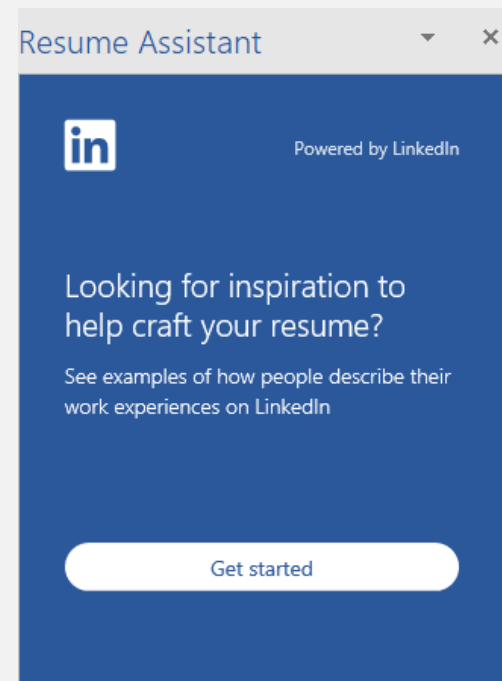 Resume Assistant
in
Powered by LinkedIn
Looking for inspiration to
help craft your resume?
See examples of how people describe their
work experiences on LinkedIn
Get started